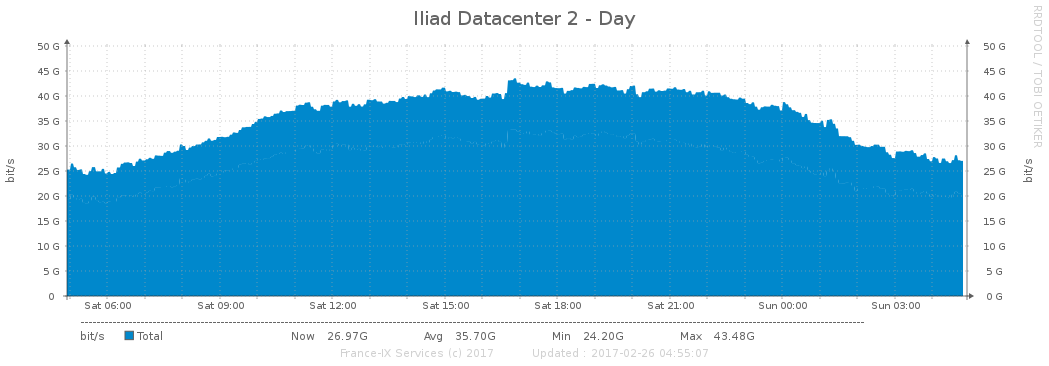 Iliad Datacenter 2 - Day
RRDTOOL / TOBI OETIKER
50 G 50 G
45 G 45 G
40 G 40 G
35 G 35 G
30 G 30 G
25 G 25 G
20 G 20 G
15 G 15 G
10 G 10 G
5 G 5 G
0 0 G
bit/s bit/s
Sat 06:00 Sat 09:00 Sat 12:00 Sat 15:00 Sat 18:00 Sat 21:00 Sun 00:00 Sun 03:00
bit/s Total Now 26.97G Avg 35.70G Min 24.20G Max 43.48G
France-IX Services (c) 2017 Updated : 2017-02-26 04:55:07